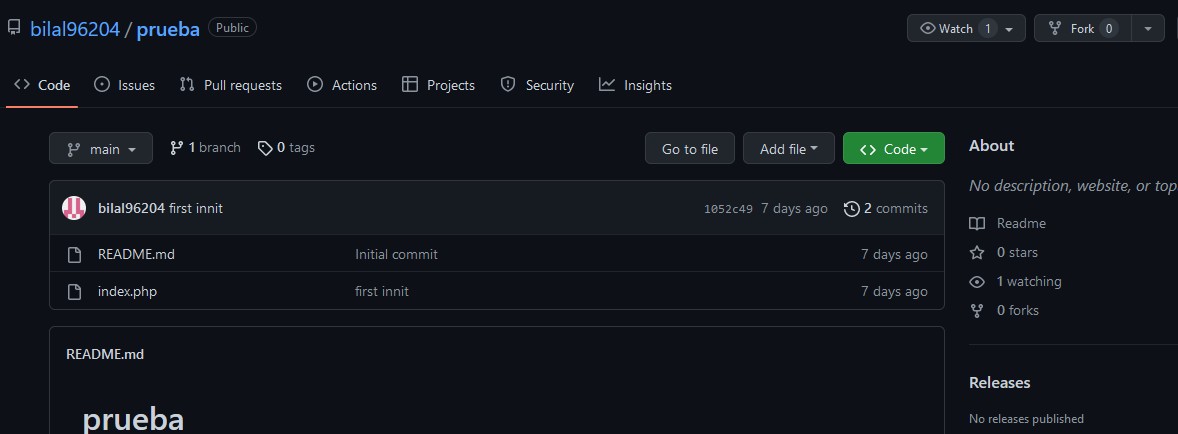 bilal96204 / prueba Public Watch 1 Fork 0
Code Issues Pull requests Actions Projects Security Insights
main 1 branch 0 tags Go to file Add file Code
bilal96204 first innit 1052c49 7 days ago 2 commits
README.md Initial commit 7 days ago
index.php first innit 7 days ago
README.md
prueba
About
No description, website, or top
Readme
0 stars
1 watching
0 forks
Releases
No releases published